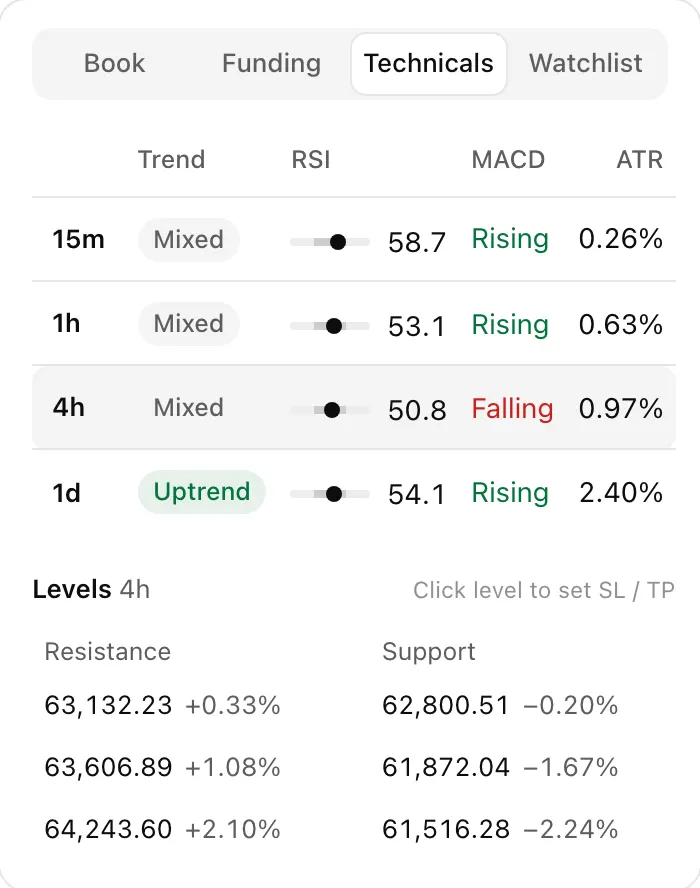 Book Funding Technicals Watchlist
Trend RSI MACD ATR
15m Mixed 58.7 Rising 0.26%
1h Mixed 53.1 Rising 0.63%
4h Mixed 50.8 Falling 0.97%
1d Uptrend 54.1 Rising 2.40%
Levels 4h Click level to set SL / TP
Resistance Support
63,132.23 +0.33% 62,800.51 −0.20%
63,606.89 +1.08% 61,872.04 −1.67%
64,243.60 +2.10% 61,516.28 −2.24%